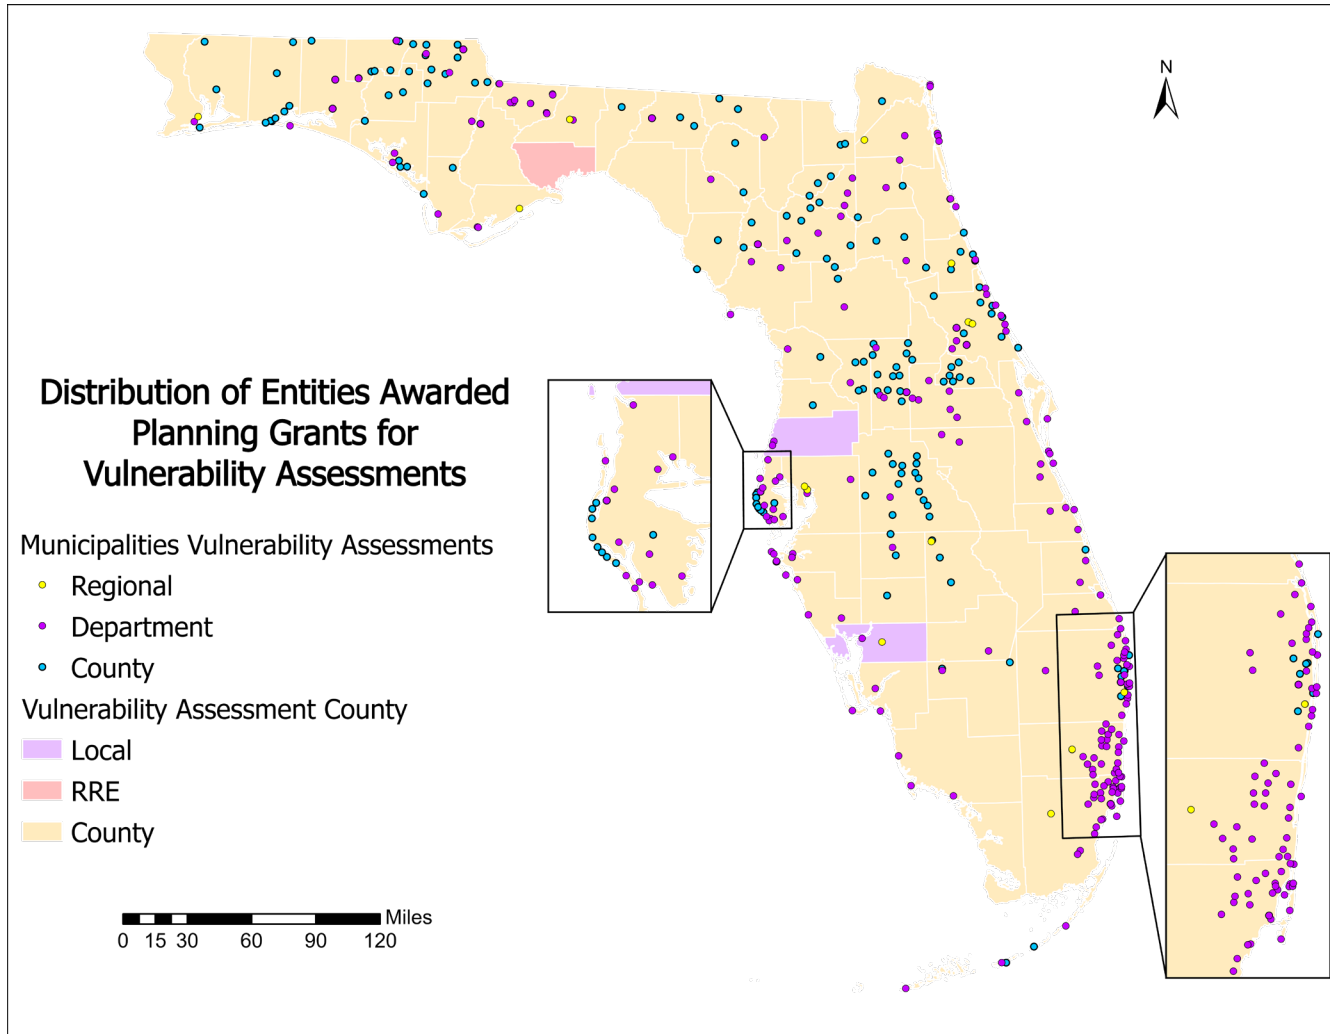 N
Distribution of Entities Awarded
Planning Grants for
Vulnerability Assessments
Municipalities Vulnerability Assessments
Regional
Department
County
Vulnerability Assessment County
Local
RRE
County
Miles
0 15 30 60 90 120